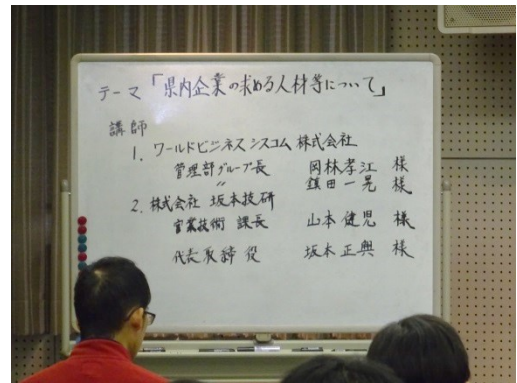 テーマ「県内企業の求める人材等について」
講師
1. ワールドビジネスシスコム 株式会社
管理部グループ長 岡林孝江 様
〃 鎮田一晃 様
2. 株式会社 坂本技研
営業技術 課長 山本健児 様
代表取締役 坂本正興 様